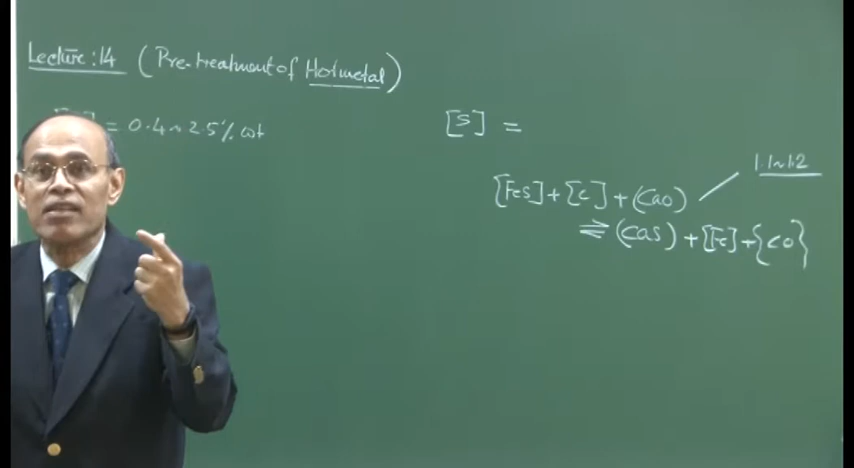 Lecture:14 (Pre-treatment of Hotmetal)
= 0.4 ~ 2.5% wt
[S] =
1.1~1.2
[FeS] + [C] + (CaO)
⇌ (CaS) + [Fe] + {CO}